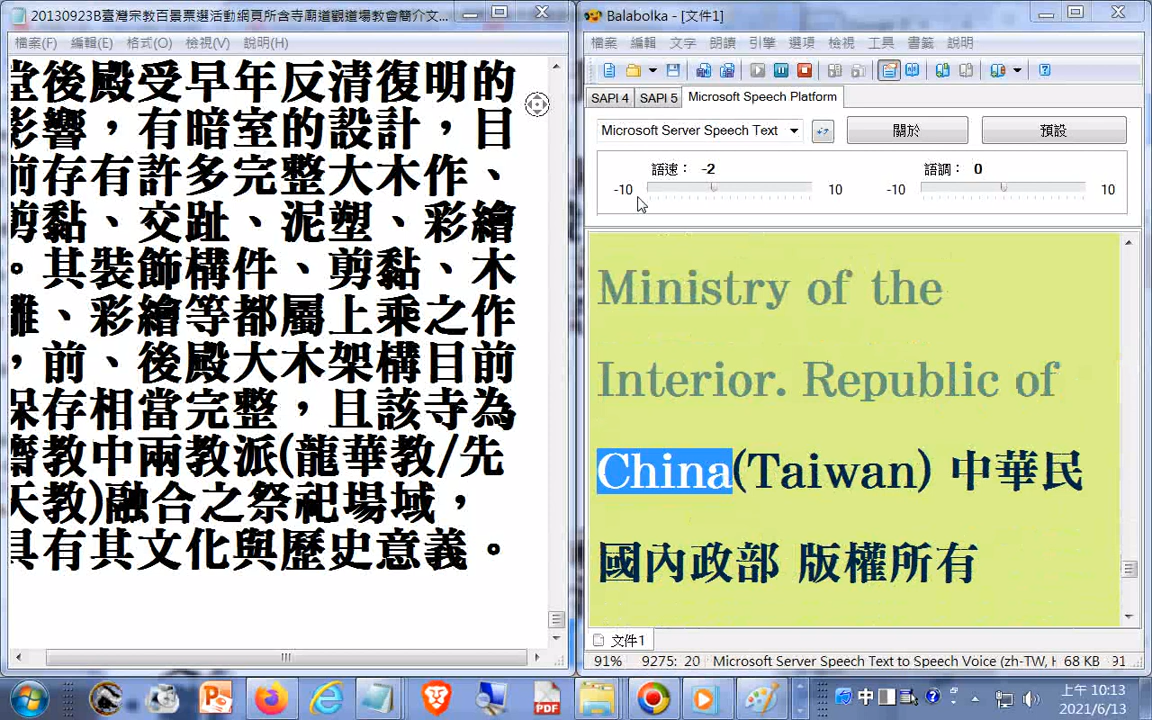 20130923B臺灣宗教百景票選活動網頁所含寺廟道觀道場教會簡介文...
檔案(F) 編輯(E) 格式(O) 檢視(V) 說明(H)
堂後殿受早年反清復明的
影響，有暗室的設計，目
前存有許多完整大木作、
剪黏、交趾、泥塑、彩繪
。其裝飾構件、剪黏、木
雕、彩繪等都屬上乘之作
，前、後殿大木架構目前
保存相當完整，且該寺為
齋教中兩教派(龍華教/先
天教)融合之祭祀場域，
具有其文化與歷史意義。
Balabolka - [文件1]
檔案 編輯 文字 朗讀 引擎 選項 檢視 工具 書籤 說明
SAPI 4 SAPI 5 Microsoft Speech Platform
Microsoft Server Speech Text 關於 預設
語速： -2 語調： 0
-10 10 -10 10
Ministry of the
Interior. Republic of
China(Taiwan) 中華民
國內政部 版權所有
文件1
91% 9275: 20 Microsoft Server Speech Text to Speech Voice (zh-TW, H 68 KB 91
中 上午 10:13
2021/6/13